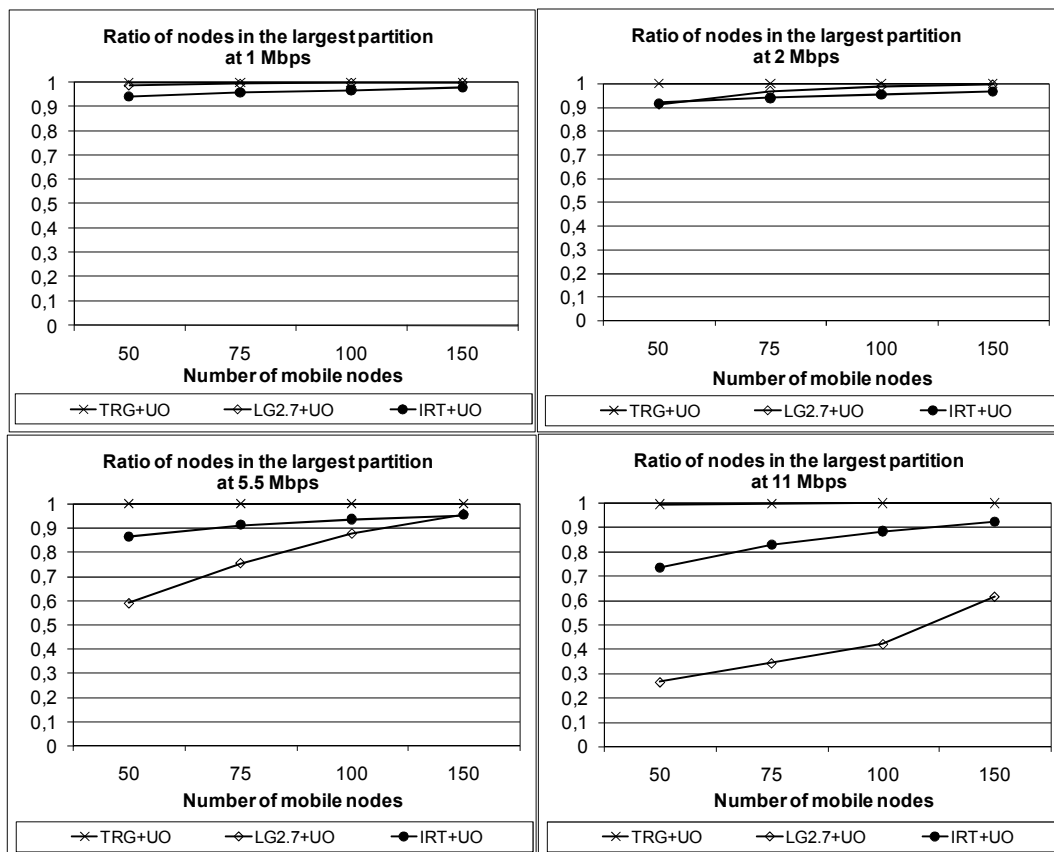 Ratio of nodes in the largest partition
at 1 Mbps
1
0,9
0,8
0,7
0,6
0,5
0,4
0,3
0,2
0,1
0
50 75 100 150
Number of mobile nodes
TRG+UO LG2.7+UO IRT+UO
Ratio of nodes in the largest partition
at 2 Mbps
1
0,9
0,8
0,7
0,6
0,5
0,4
0,3
0,2
0,1
0
50 75 100 150
Number of mobile nodes
TRG+UO LG2.7+UO IRT+UO
Ratio of nodes in the largest partition
at 5.5 Mbps
1
0,9
0,8
0,7
0,6
0,5
0,4
0,3
0,2
0,1
0
50 75 100 150
Number of mobile nodes
TRG+UO LG2.7+UO IRT+UO
Ratio of nodes in the largest partition
at 11 Mbps
1
0,9
0,8
0,7
0,6
0,5
0,4
0,3
0,2
0,1
0
50 75 100 150
Number of mobile nodes
TRG+UO LG2.7+UO IRT+UO